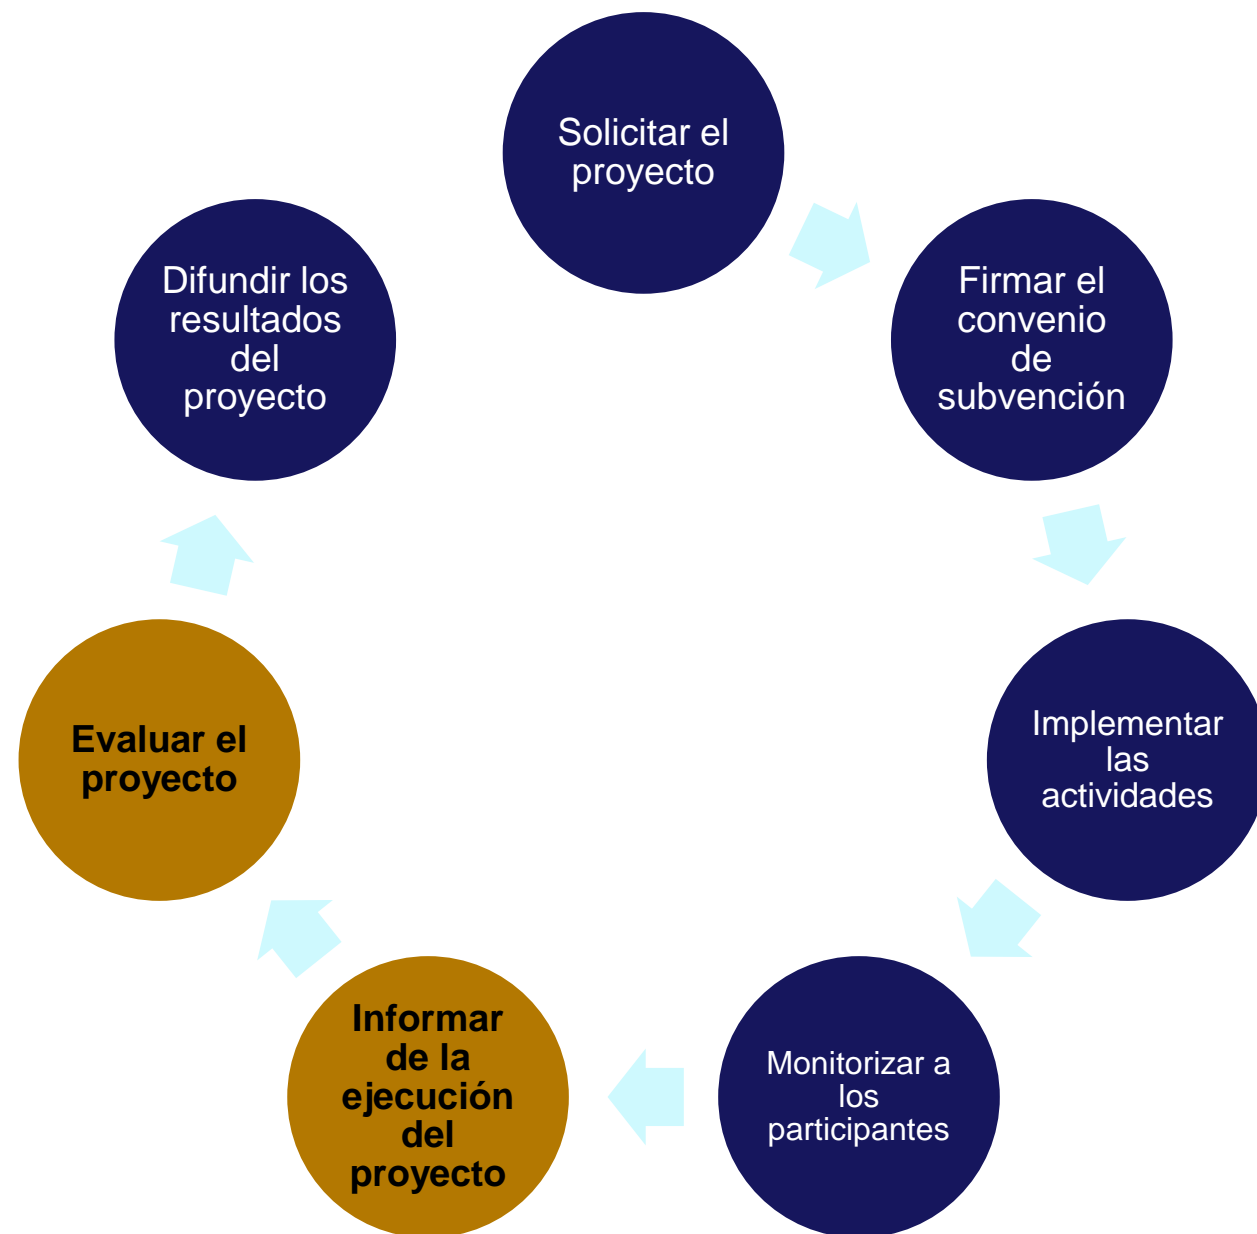 Solicitar el
proyecto
Firmar el
convenio
de
subvención
Implementar
las
actividades
Monitorizar a
los
participantes
Informar
de la
ejecución
del
proyecto
Evaluar el
proyecto
Difundir los
resultados
del
proyecto